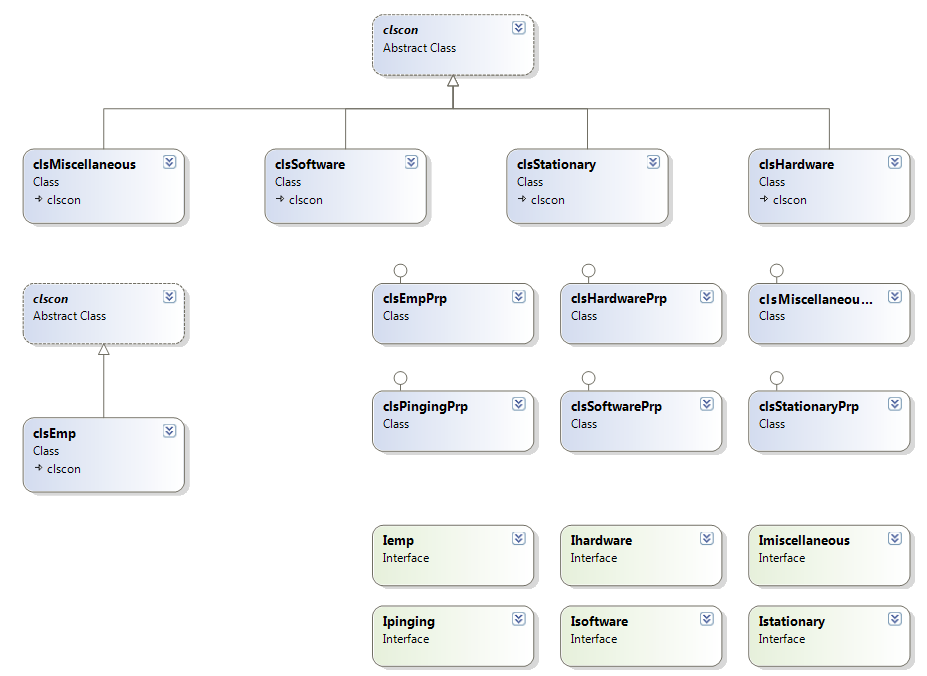 clscon
Abstract Class
clsMiscellaneous
Class
clscon
clsSoftware
Class
clscon
clsStationary
Class
clscon
clsHardware
Class
clscon
clscon
Abstract Class
clsEmp
Class
clscon
clsEmpPrp
Class
clsHardwarePrp
Class
clsMiscellaneou...
Class
clsPingingPrp
Class
clsSoftwarePrp
Class
clsStationaryPrp
Class
Iemp
Interface
Ihardware
Interface
Imiscellaneous
Interface
Ipinging
Interface
Isoftware
Interface
Istationary
Interface